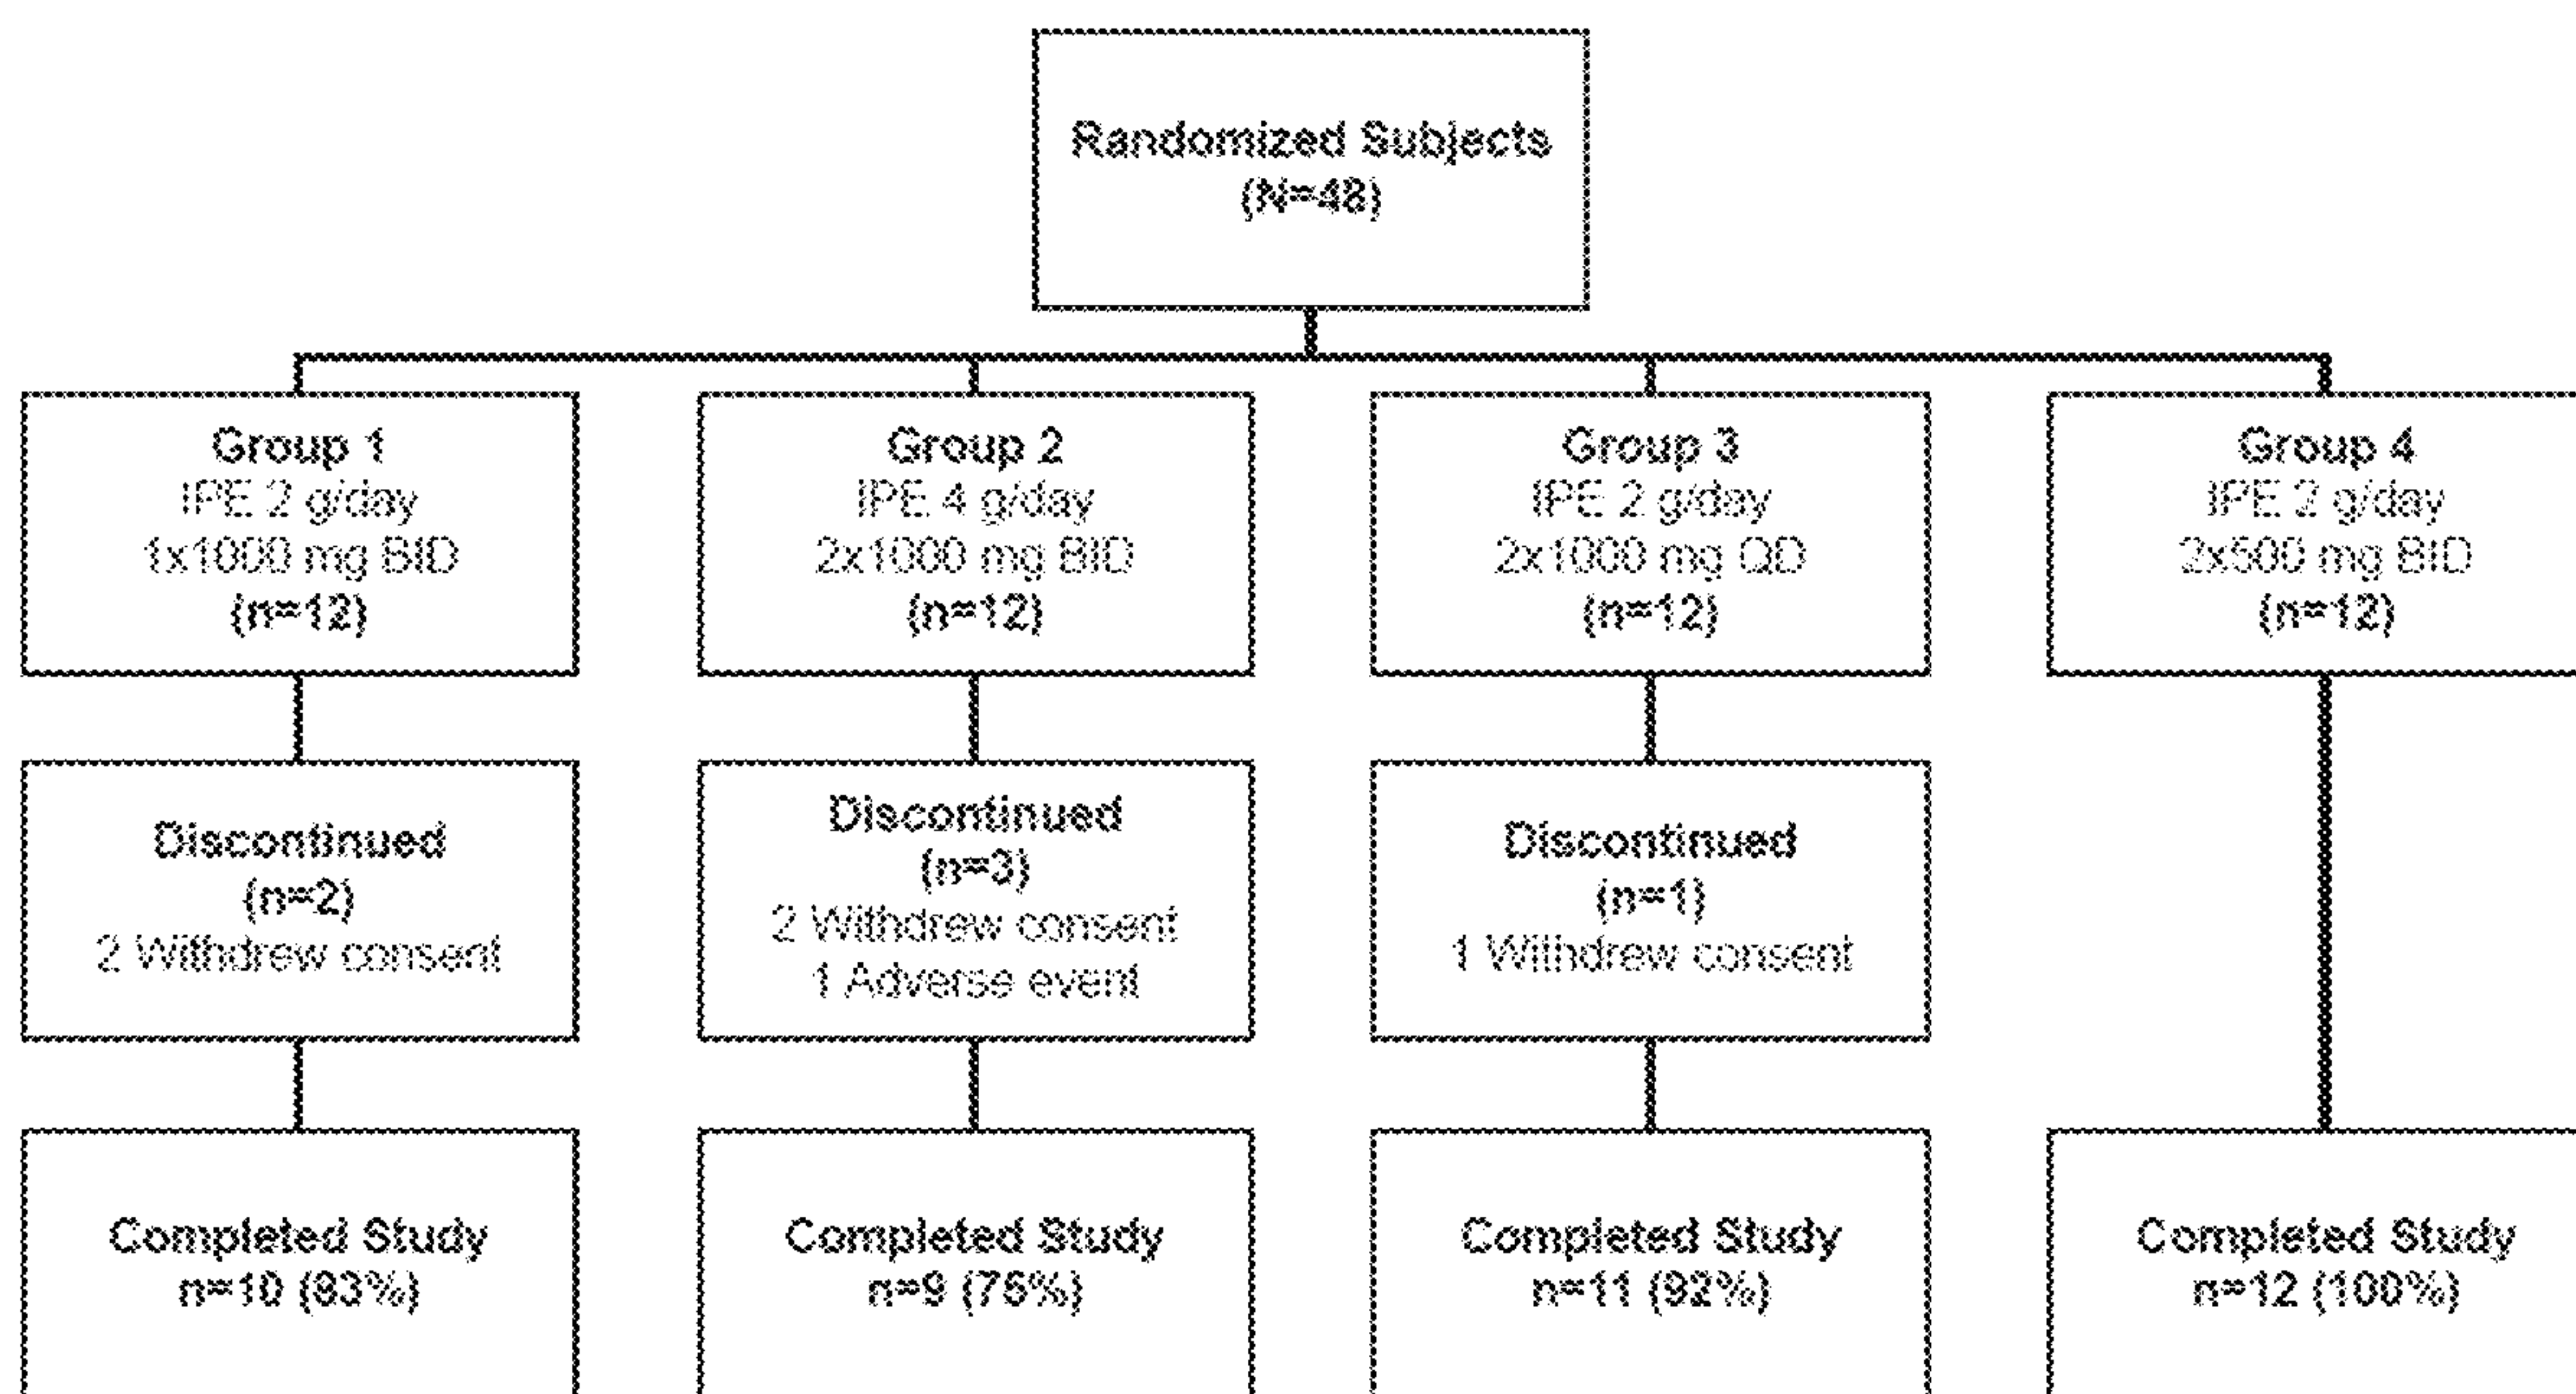 Randomized Subjects
(N=48)
Group 1
IPE 2 g/day
1x1000 mg BID
(n=12)
Group 2
IPE 4 g/day
2x1000 mg BID
(n=12)
Group 3
IPE 2 g/day
2x1000 mg QD
(n=12)
Group 4
IPE 2 g/day
2x500 mg BID
(n=12)
Discontinued
(n=2)
2 Withdrew consent
Discontinued
(n=3)
2 Withdrew consent
1 Adverse event
Discontinued
(n=1)
1 Withdrew consent
Completed Study
n=10 (83%)
Completed Study
n=9 (75%)
Completed Study
n=11 (92%)
Completed Study
n=12 (100%)